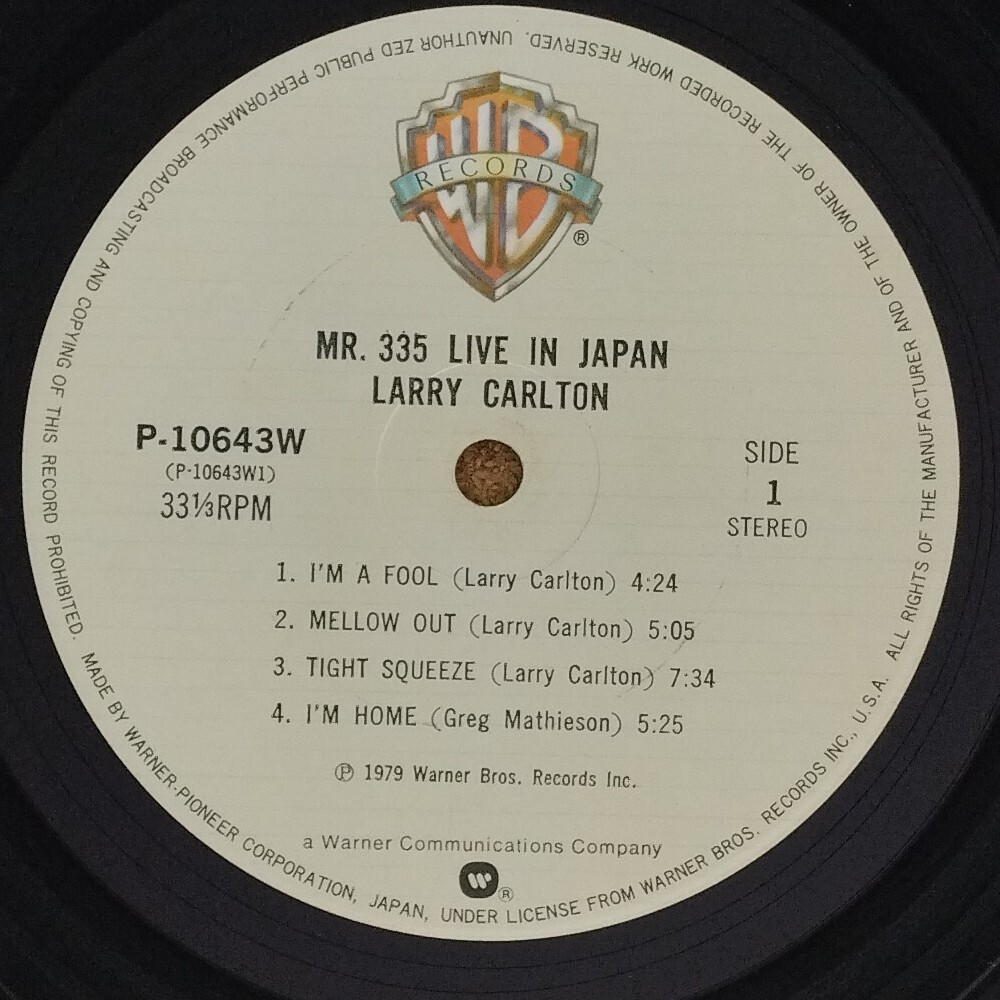 WB
RECORDS
®
MR. 335 LIVE IN JAPAN
LARRY CARLTON
P-10643W
(P-10643W1)
33⅓RPM
SIDE
1
STEREO
1. I'M A FOOL (Larry Carlton) 4:24
2. MELLOW OUT (Larry Carlton) 5:05
3. TIGHT SQUEEZE (Larry Carlton) 7:34
4. I'M HOME (Greg Mathieson) 5:25
℗ 1979 Warner Bros. Records Inc.
a Warner Communications Company
W ®
MADE BY WARNER-PIONEER CORPORATION, JAPAN, UNDER LICENSE FROM WARNER BROS. RECORDS INC., U.S.A. ALL RIGHTS OF THE MANUFACTURER AND OF THE OWNER OF THE RECORDED WORK RESERVED. UNAUTHOR ZED PUBLIC PERFORMANCE BROADCASTING AND COPYING OF THIS RECORD PROHIBITED.